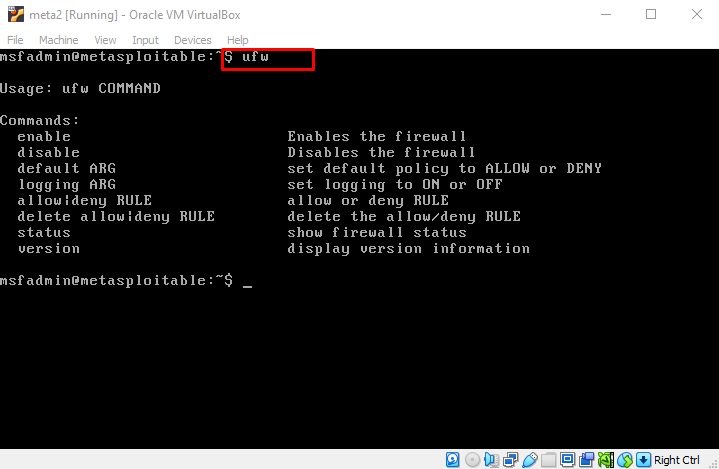 meta2 [Running] - Oracle VM VirtualBox
File Machine View Input Devices Help
msfadmin@metasploitable:~$ ufw
Usage: ufw COMMAND
Commands:
enable Enables the firewall
disable Disables the firewall
default ARG set default policy to ALLOW or DENY
logging ARG set logging to ON or OFF
allow|deny RULE allow or deny RULE
delete allow|deny RULE delete the allow/deny RULE
status show firewall status
version display version information
msfadmin@metasploitable:~$ _
Right Ctrl